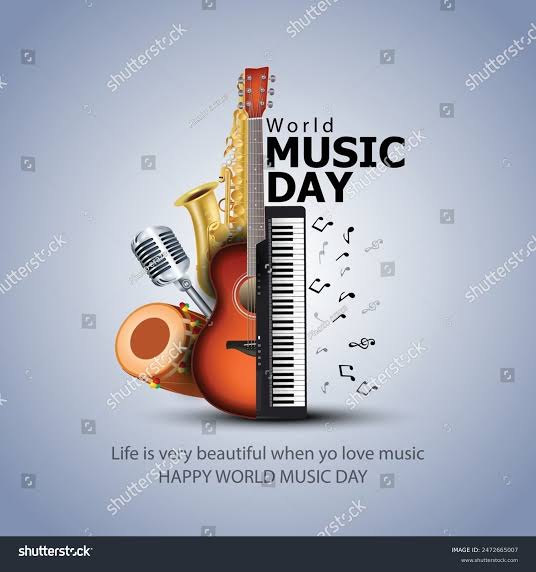 World
MUSIC
DAY
Life is very beautiful when yo love music
HAPPY WORLD MUSIC DAY
shutterstock
IMAGE ID: 2472665007
www.shutterstock.com